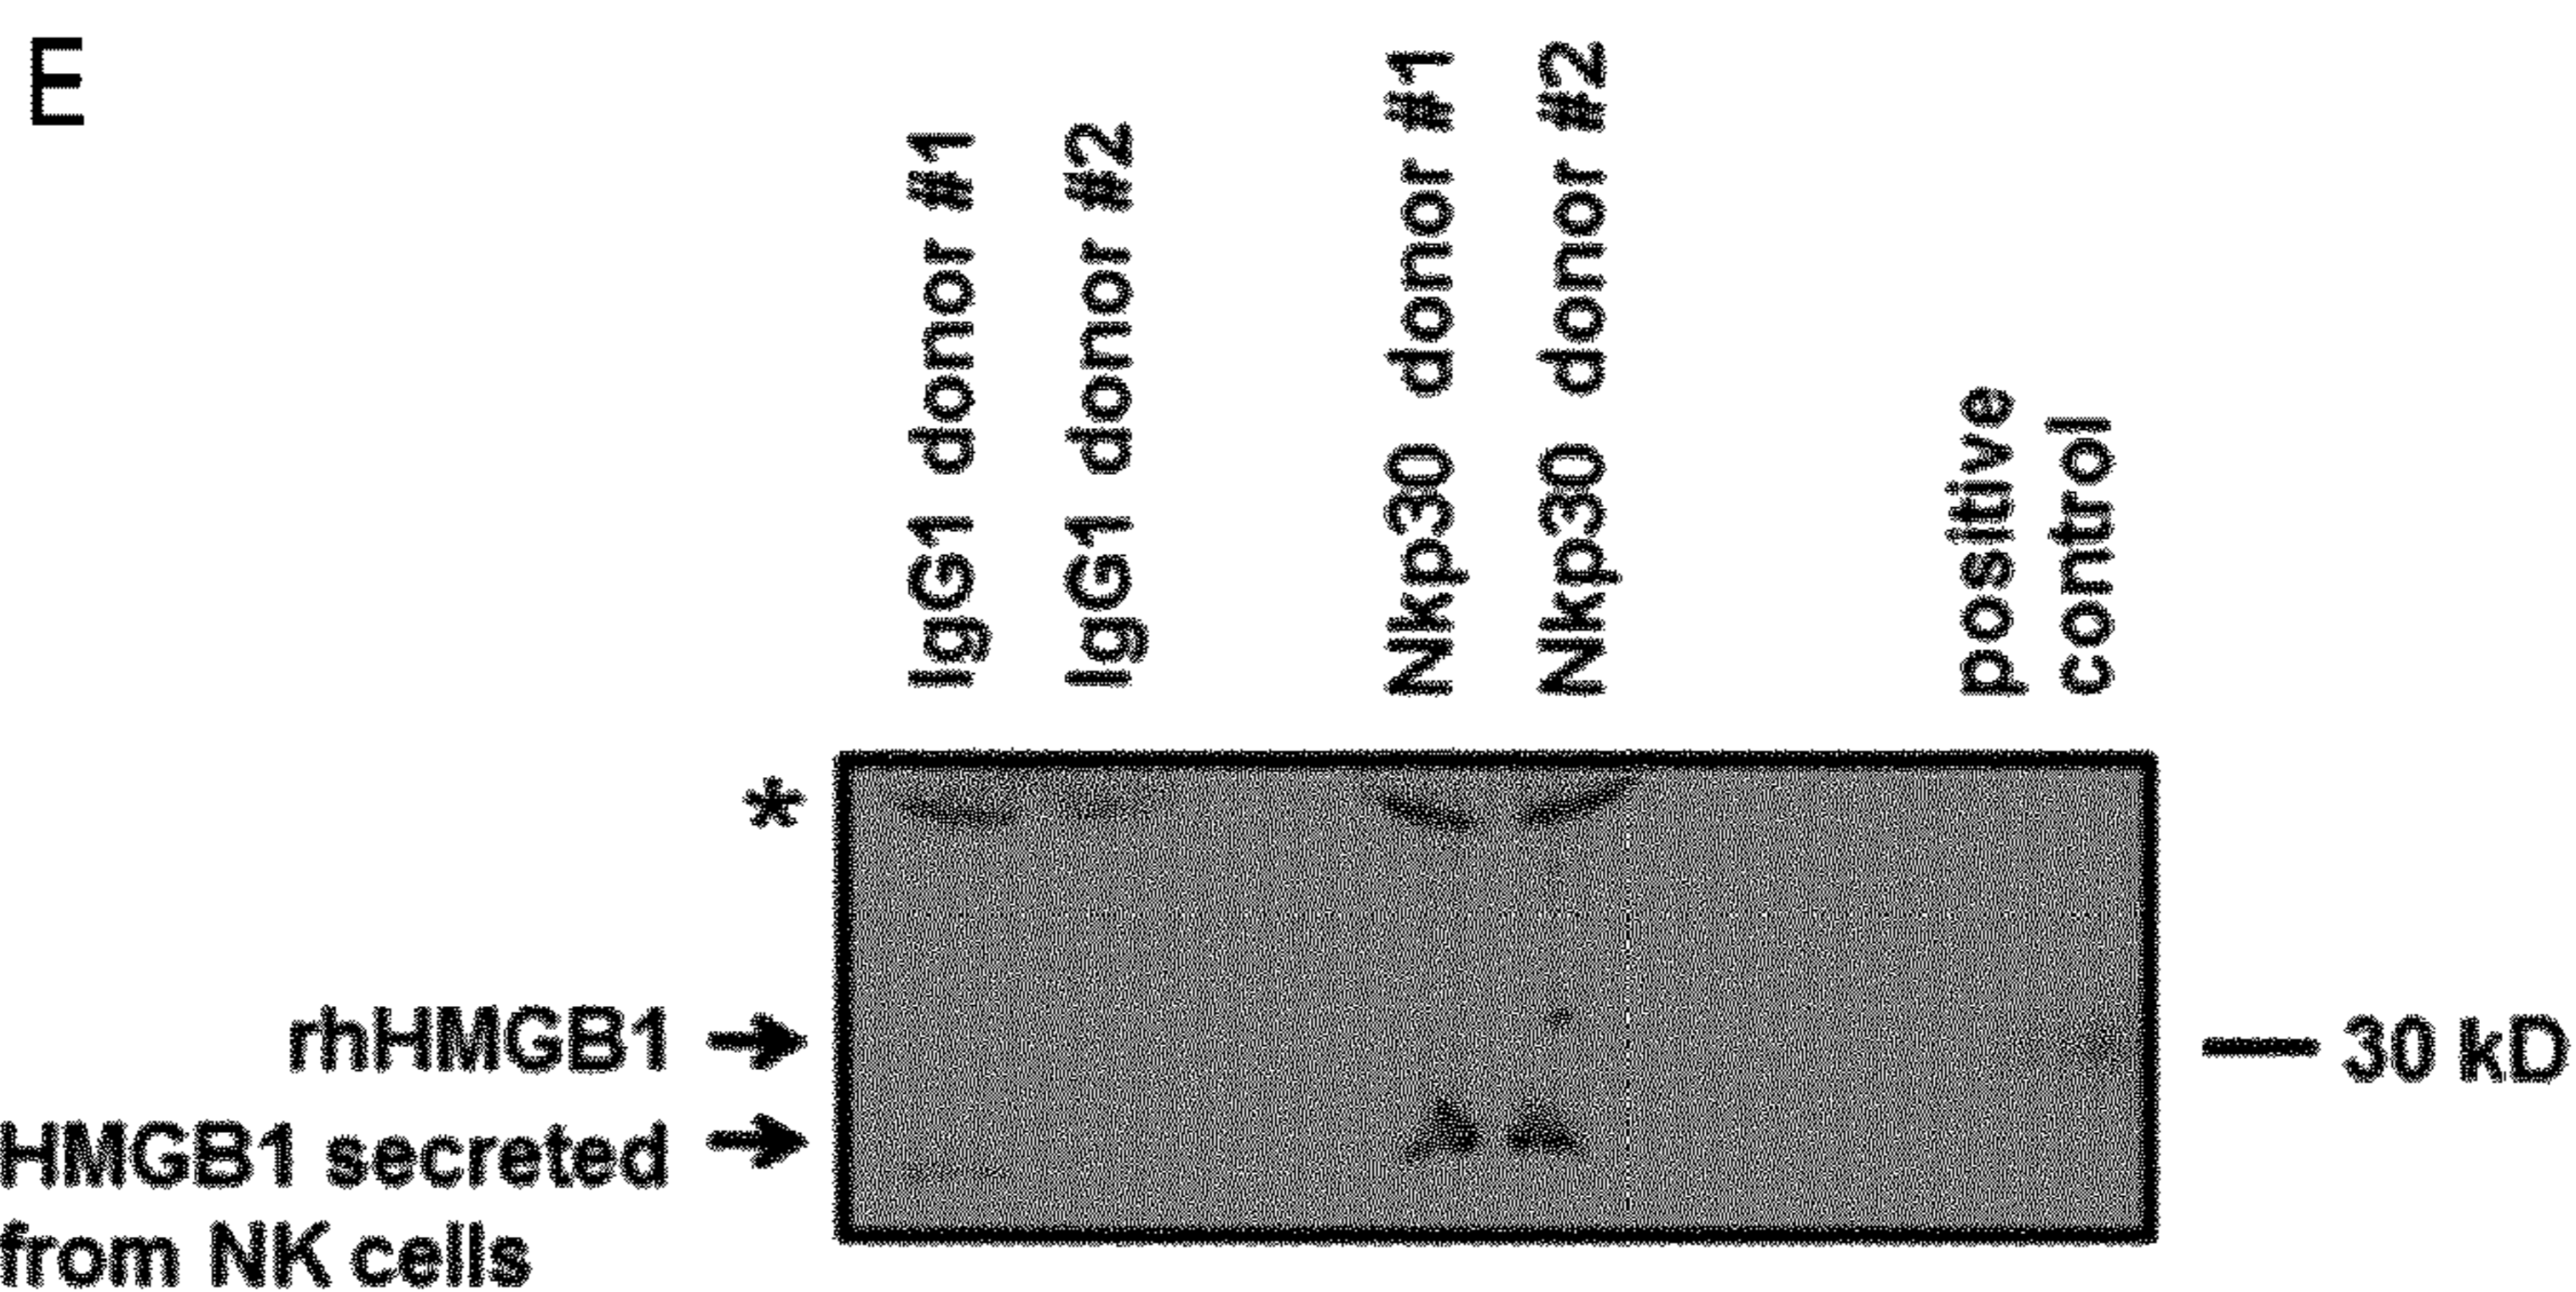 E
IgG1 donor #1
IgG1 donor #2
Nkp30 donor #1
Nkp30 donor #2
positive
control
*
rhHMGB1
30 kD
HMGB1 secreted
from NK cells